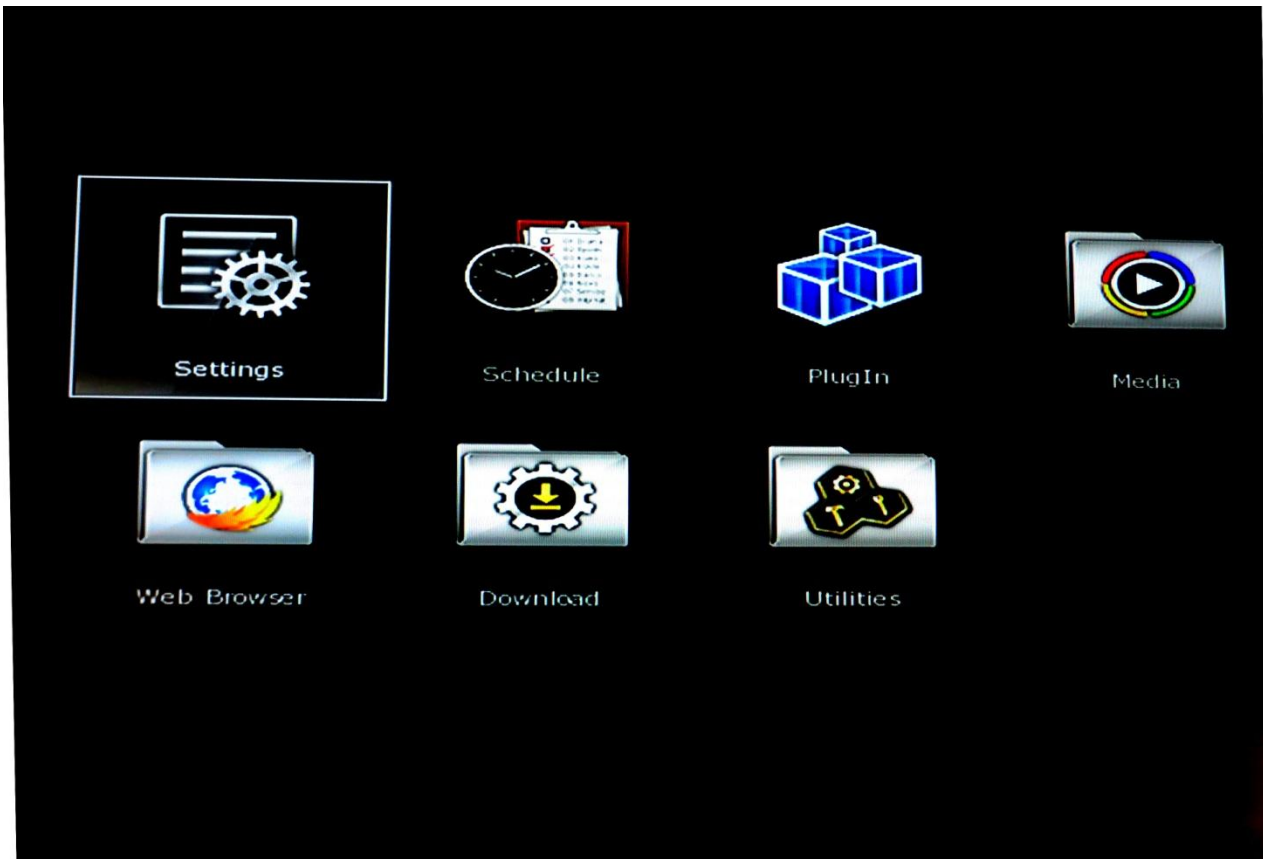 Settings
Schedule
PlugIn
Media
Web Browser
Download
Utilities